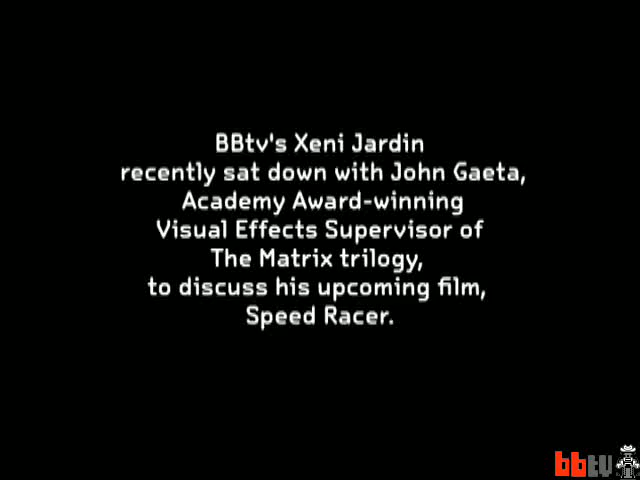 BBtv's Xeni Jardin
recently sat down with John Gaeta,
Academy Award-winning
Visual Effects Supervisor of
The Matrix trilogy,
to discuss his upcoming film,
Speed Racer.
bbtv